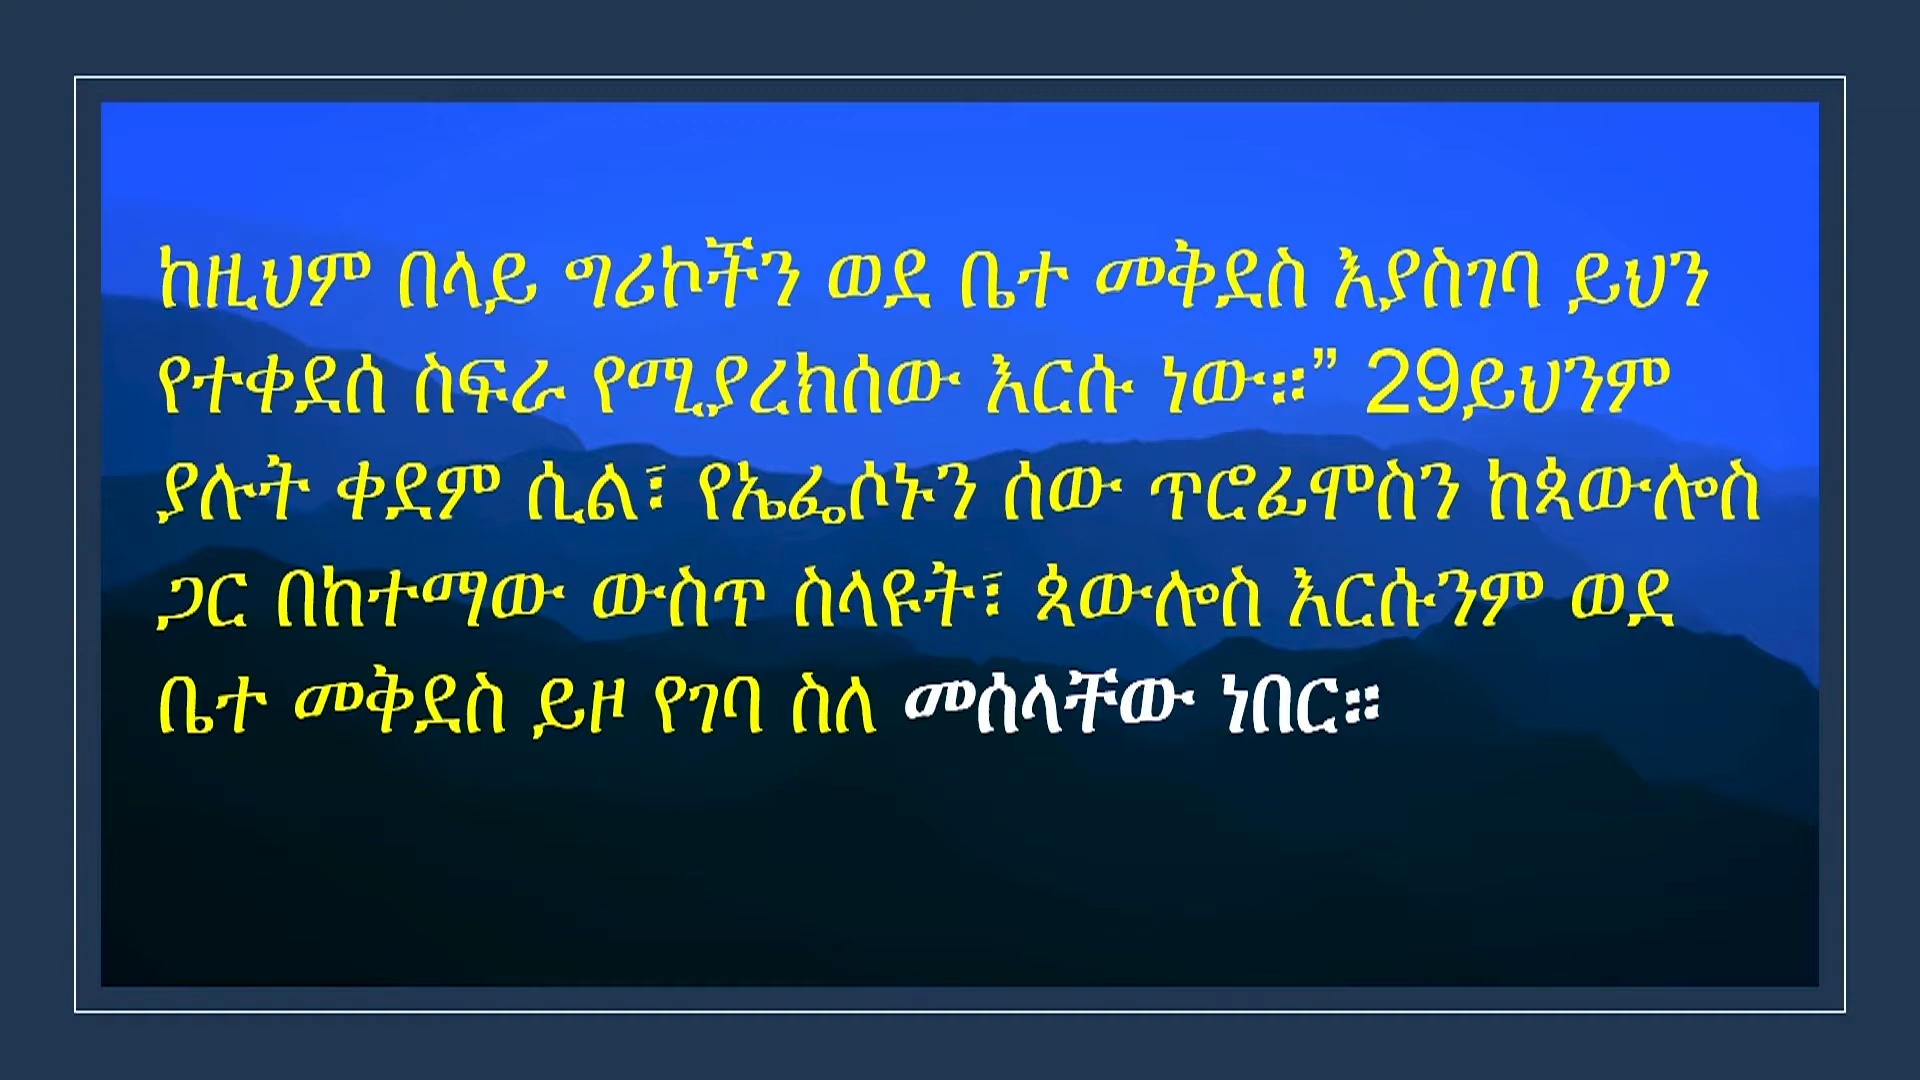 ከዚህም በላይ ግሪኮችን ወደ ቤተ መቅደስ እያስገባ ይህን
የተቀደሰ ስፍራ የሚያረክሰው እርሱ ነው።” 29ይህንም
ያሉት ቀደም ሲል፣ የኤፌሶኑን ሰው ጥሮፊሞስን ከጳውሎስ
ጋር በከተማው ውስጥ ስላዩት፣ ጳውሎስ እርሱንም ወደ
ቤተ መቅደስ ይዞ የገባ ስለ መሰላቸው ነበር።